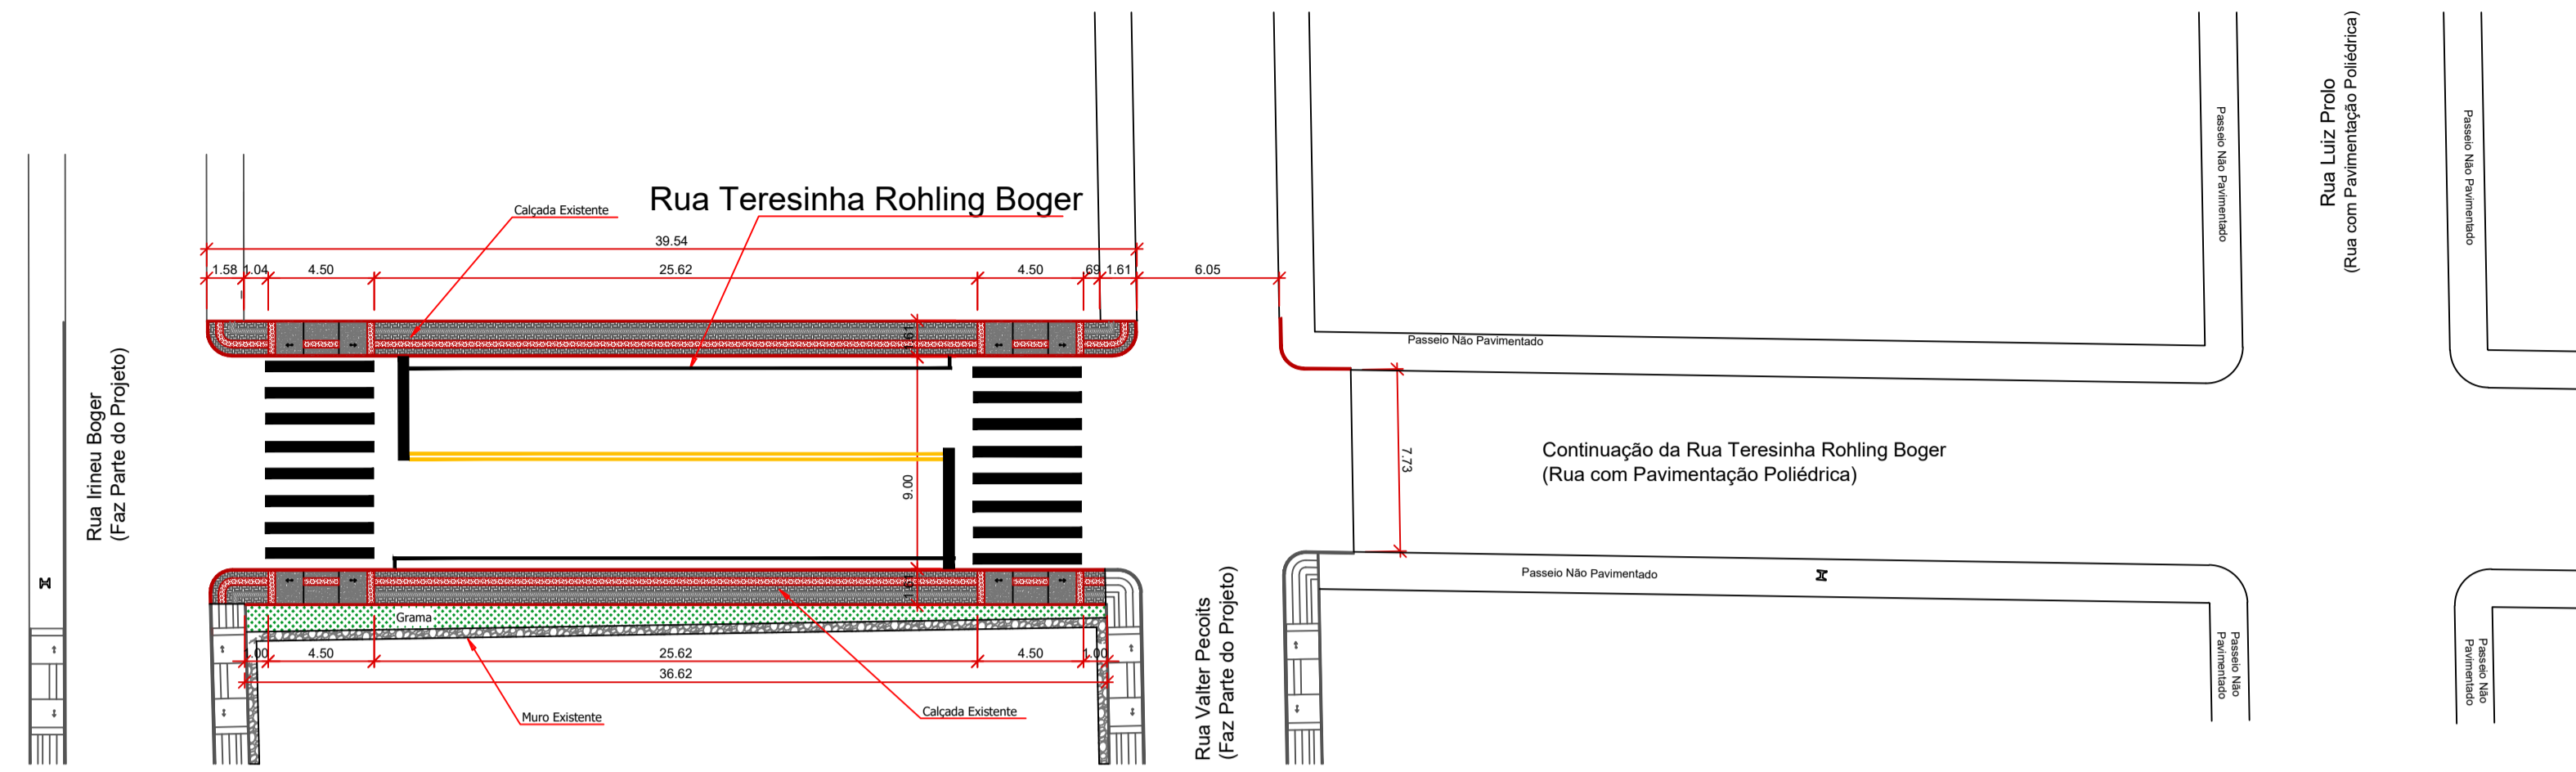 Rua Teresinha Rohling Boger
Calçada Existente
39.54
1.58
1.04
4.50
25.62
4.50
.69
1.61
6.05
1.61
9.00
1.61
Rua Irineu Boger
(Faz Parte do Projeto)
Grama
1.00
4.50
25.62
4.50
1.00
36.62
Muro Existente
Calçada Existente
Rua Valter Pecoits
(Faz Parte do Projeto)
Passeio Não Pavimentado
7.73
Continuação da Rua Teresinha Rohling Boger
(Rua com Pavimentação Poliédrica)
Passeio Não Pavimentado
Passeio Não Pavimentado
Rua Luiz Prolo
(Rua com Pavimentação Poliédrica)
Passeio Não Pavimentado
Passeio Não
Pavimentado
Passeio Não
Pavimentado